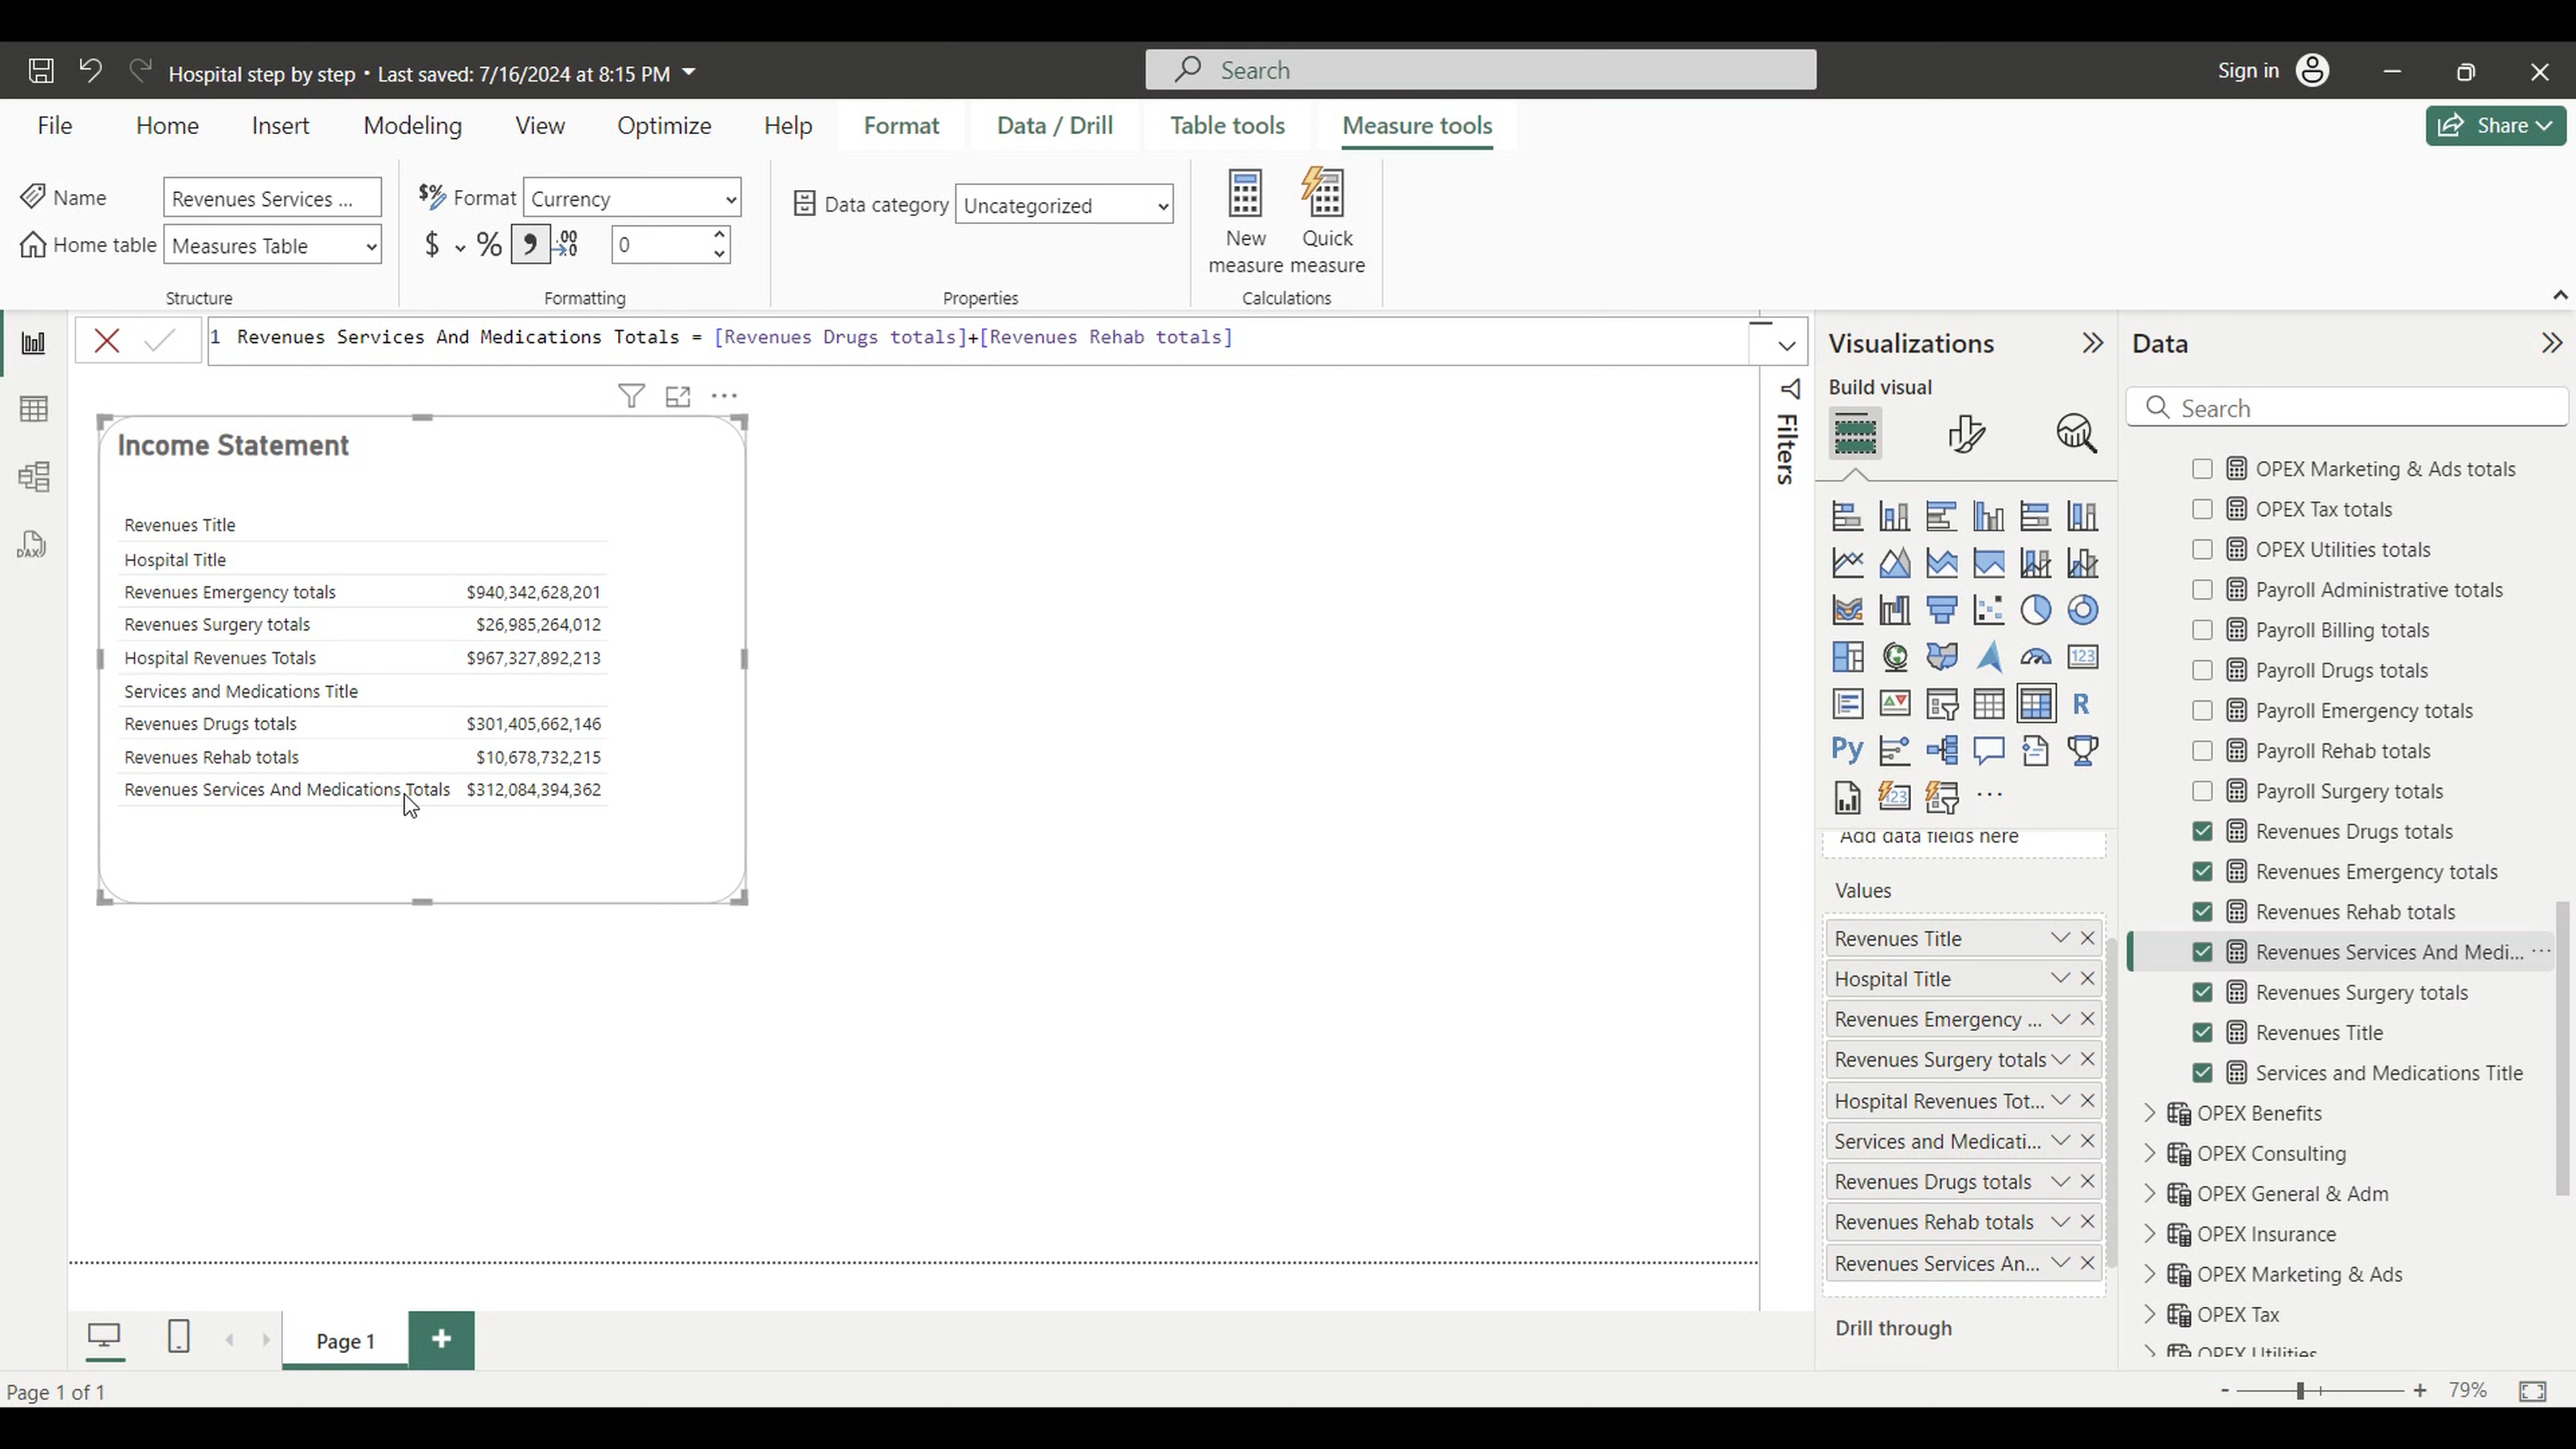 Hospital step by step • Last saved: 7/16/2024 at 8:15 PM
Search
Sign in
File Home Insert Modeling View Optimize Help Format Data / Drill Table tools Measure tools
Share
Name Revenues Services ...
Home table Measures Table
Structure
$% Format Currency
$ % , .00 0
Formatting
Data category Uncategorized
Properties
New measure
Quick measure
Calculations
1 Revenues Services And Medications Totals = [Revenues Drugs totals]+[Revenues Rehab totals]
DAX
Income Statement
Revenues Title
Hospital Title
Revenues Emergency totals $940,342,628,201
Revenues Surgery totals $26,985,264,012
Hospital Revenues Totals $967,327,892,213
Services and Medications Title
Revenues Drugs totals $301,405,662,146
Revenues Rehab totals $10,678,732,215
Revenues Services And Medications Totals $312,084,394,362
Filters
Visualizations
Build visual
123
R
Py
123
Add data fields here
Values
Revenues Title
Hospital Title
Revenues Emergency ...
Revenues Surgery totals
Hospital Revenues Tot...
Services and Medicati...
Revenues Drugs totals
Revenues Rehab totals
Revenues Services An...
Drill through
Data
Search
OPEX Marketing & Ads totals
OPEX Tax totals
OPEX Utilities totals
Payroll Administrative totals
Payroll Billing totals
Payroll Drugs totals
Payroll Emergency totals
Payroll Rehab totals
Payroll Surgery totals
Revenues Drugs totals
Revenues Emergency totals
Revenues Rehab totals
Revenues Services And Medi... ...
Revenues Surgery totals
Revenues Title
Services and Medications Title
OPEX Benefits
OPEX Consulting
OPEX General & Adm
OPEX Insurance
OPEX Marketing & Ads
OPEX Tax
OPEX Utilities
Page 1
+
Page 1 of 1
- + 79%